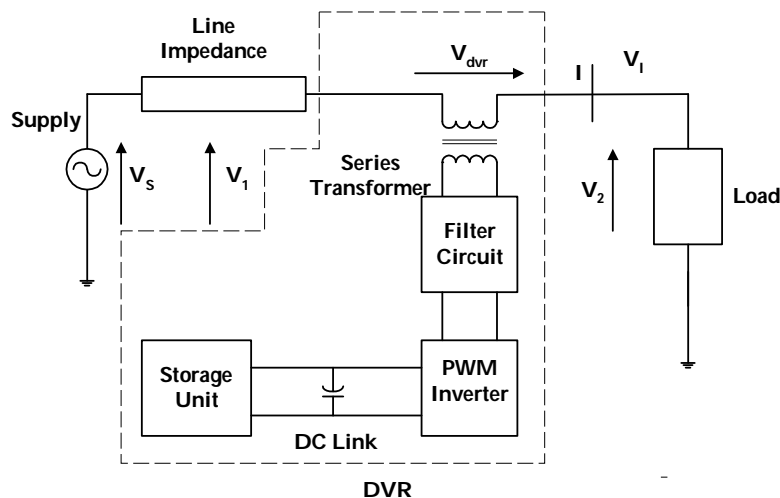 Line
Impedance
V_dvr
I
V_l
Supply
V_S
V_1
Series
Transformer
V_2
Load
Filter
Circuit
Storage
Unit
PWM
Inverter
DC Link
DVR